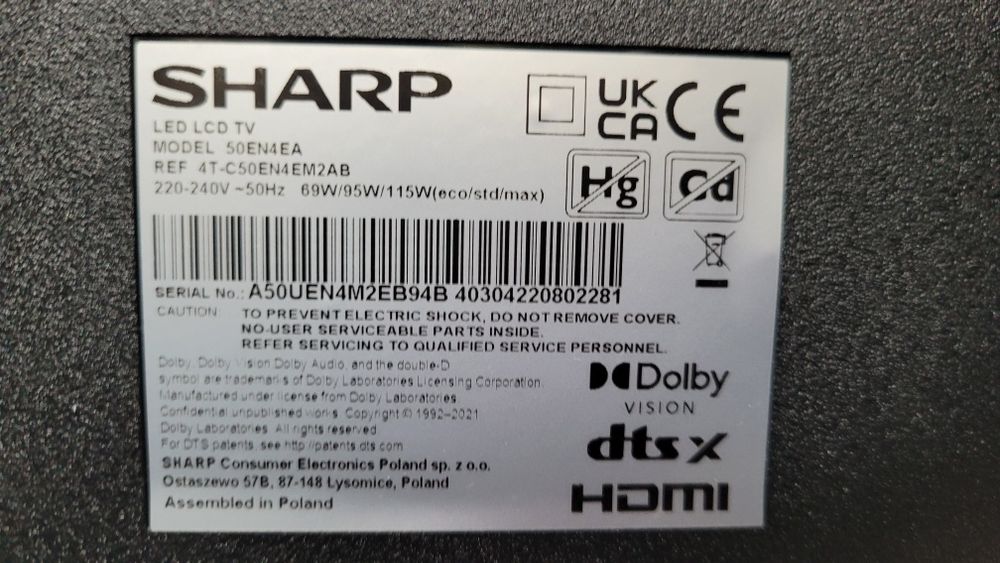 SHARP
LED LCD TV
MODEL 50EN4EA
REF 4T-C50EN4EM2AB
220-240V ~50Hz 69W/95W/115W(eco/std/max)
UK
CA
CE
Hg
Cd
SERIAL No.: A50UEN4M2EB94B 40304220802281
CAUTION: TO PREVENT ELECTRIC SHOCK, DO NOT REMOVE COVER.
NO-USER SERVICEABLE PARTS INSIDE.
REFER SERVICING TO QUALIFIED SERVICE PERSONNEL.
Dolby, Dolby Vision Dolby Audio, and the double-D
symbol are trademarks of Dolby Laboratories Licensing Corporation.
Manufactured under license from Dolby Laboratories.
Confidential unpublished works. Copyright © 1992-2021
Dolby Laboratories. All rights reserved.
For DTS patents, see http://patents.dts.com
SHARP Consumer Electronics Poland sp. z o.o.
Ostaszewo 57B, 87-148 Łysomice, Poland
Assembled in Poland
Dolby
VISION
dts X
HDMI